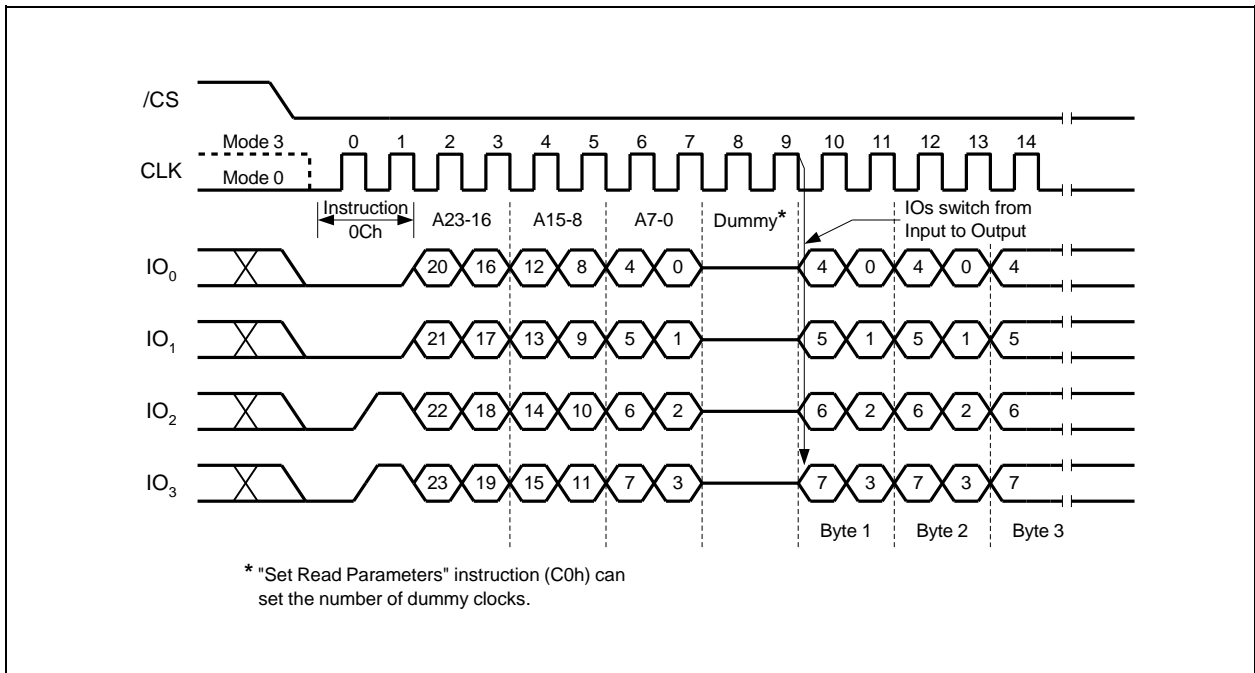 /CS
Mode 3 0 1 2 3 4 5 6 7 8 9 10 11 12 13 14
CLK
Mode 0
Instruction A23-16 A15-8 A7-0 Dummy* IOs switch from
0Ch Input to Output
IO0 20 16 12 8 4 0 4 0 4 0 4
IO1 21 17 13 9 5 1 5 1 5 1 5
IO2 22 18 14 10 6 2 6 2 6 2 6
IO3 23 19 15 11 7 3 7 3 7 3 7
Byte 1 Byte 2 Byte 3
* "Set Read Parameters" instruction (C0h) can
set the number of dummy clocks.